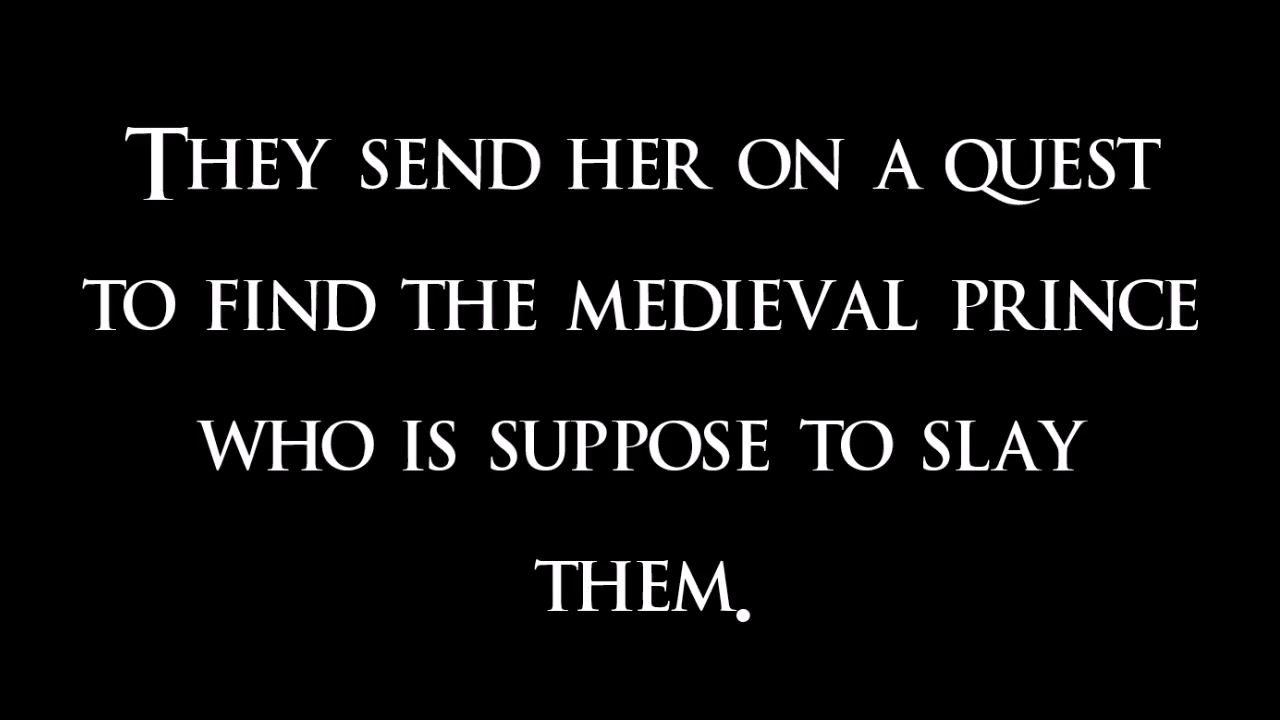 They send her on a quest
to find the medieval prince
who is suppose to slay
them.